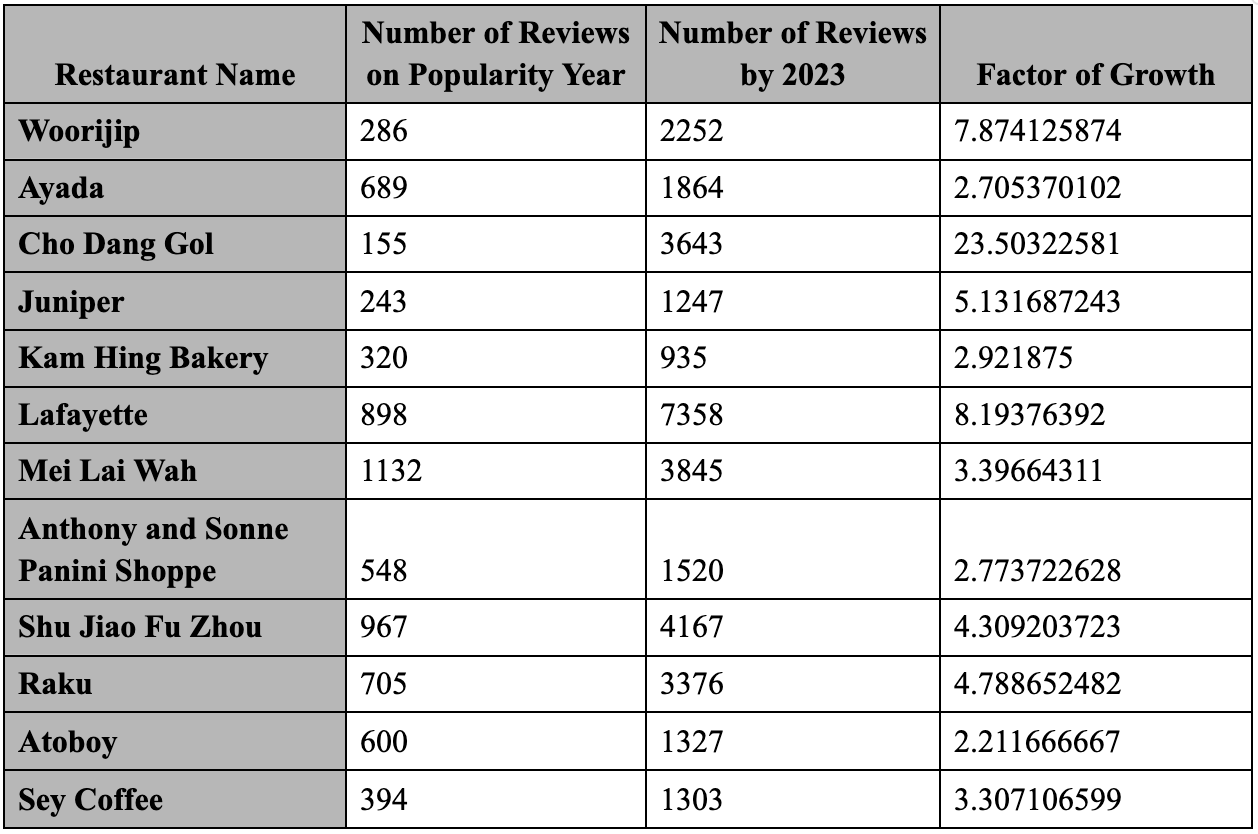 Restaurant Name Number of Reviews on Popularity Year Number of Reviews by 2023 Factor of Growth
Woorijip 286 2252 7.874125874
Ayada 689 1864 2.705370102
Cho Dang Gol 155 3643 23.50322581
Juniper 243 1247 5.131687243
Kam Hing Bakery 320 935 2.921875
Lafayette 898 7358 8.19376392
Mei Lai Wah 1132 3845 3.39664311
Anthony and Sonne
Panini Shoppe 548 1520 2.773722628
Shu Jiao Fu Zhou 967 4167 4.309203723
Raku 705 3376 4.788652482
Atoboy 600 1327 2.211666667
Sey Coffee 394 1303 3.307106599